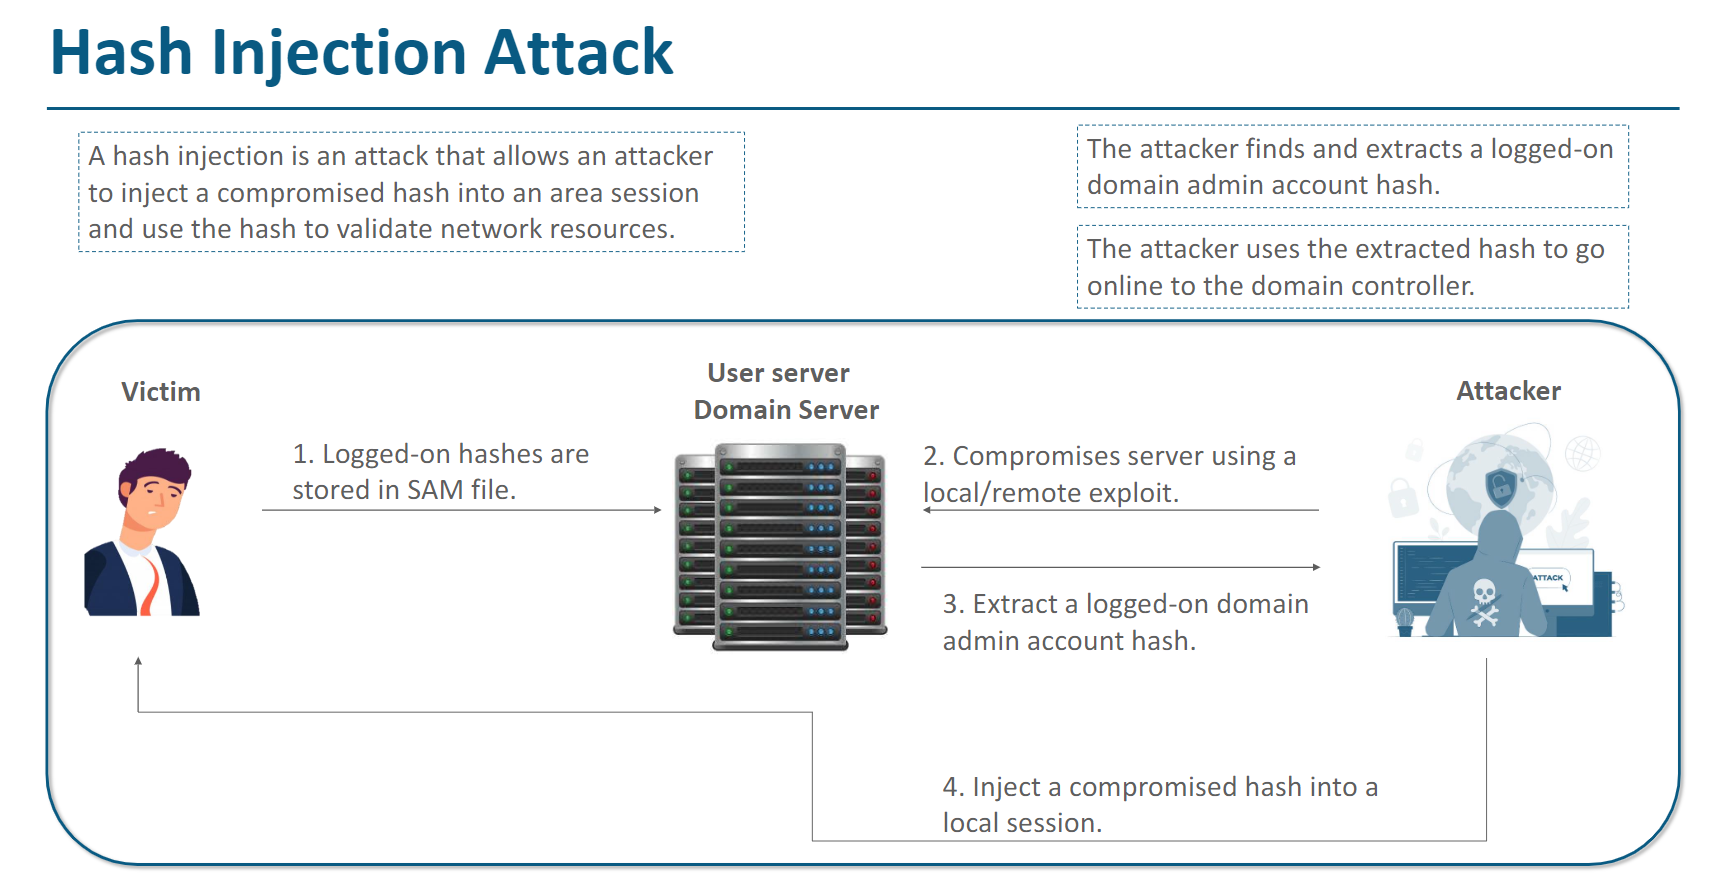 Hash Injection Attack
A hash injection is an attack that allows an attacker
to inject a compromised hash into an area session
and use the hash to validate network resources.
The attacker finds and extracts a logged-on
domain admin account hash.
The attacker uses the extracted hash to go
online to the domain controller.
Victim
User server
Domain Server
Attacker
1. Logged-on hashes are
stored in SAM file.
2. Compromises server using a
local/remote exploit.
ATTACK
3. Extract a logged-on domain
admin account hash.
4. Inject a compromised hash into a
local session.